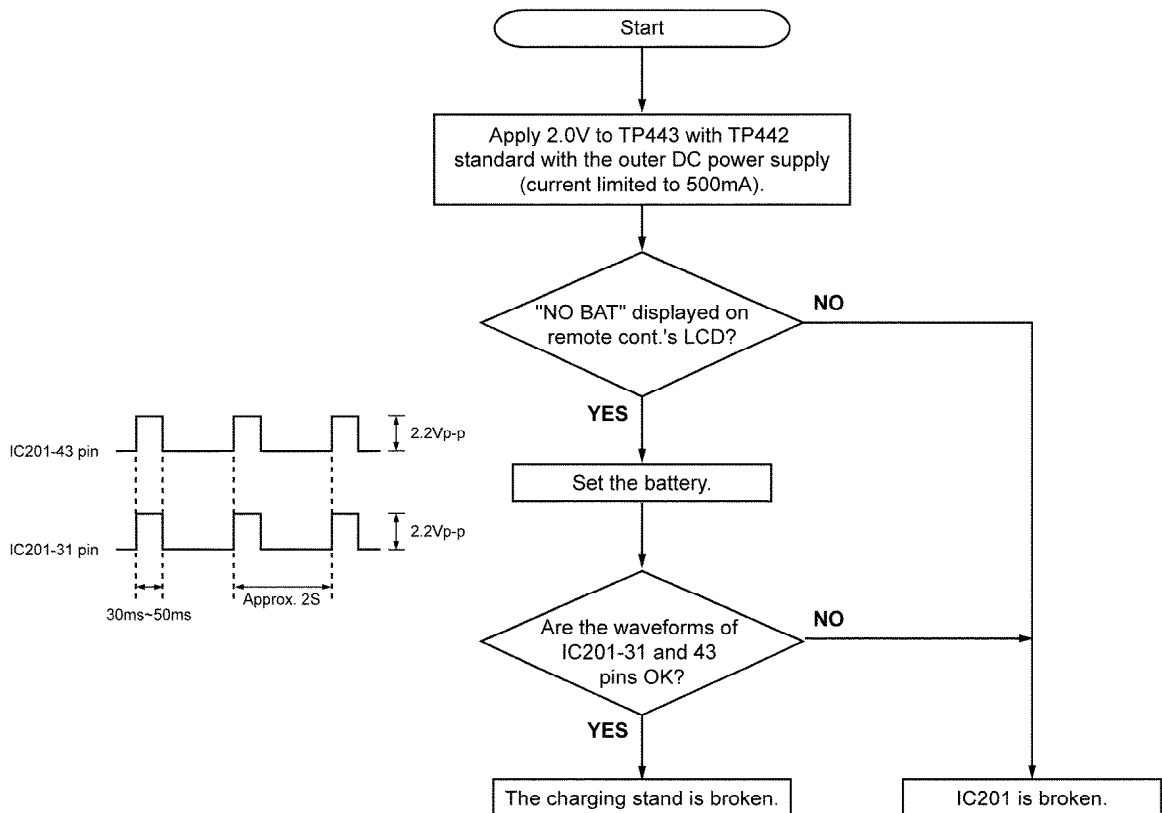 Start
Apply 2.0V to TP443 with TP442
standard with the outer DC power supply
(current limited to 500mA).
"NO BAT" displayed on
remote cont.'s LCD?
NO
YES
Set the battery.
IC201-43 pin
2.2Vp-p
IC201-31 pin
2.2Vp-p
30ms~50ms
Approx. 2S
Are the waveforms of
IC201-31 and 43
pins OK?
NO
YES
The charging stand is broken.
IC201 is broken.